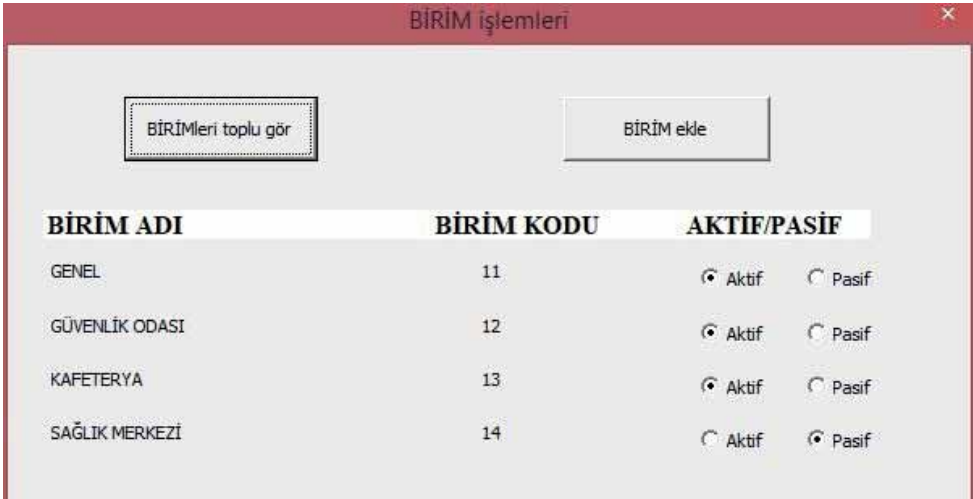 BİRİM işlemleri
BİRİMleri toplu gör BİRİM ekle
BİRİM ADI BİRİM KODU AKTİF/PASİF
GENEL 11 Aktif Pasif
GÜVENLİK ODASI 12 Aktif Pasif
KAFETERYA 13 Aktif Pasif
SAĞLIK MERKEZİ 14 Aktif Pasif